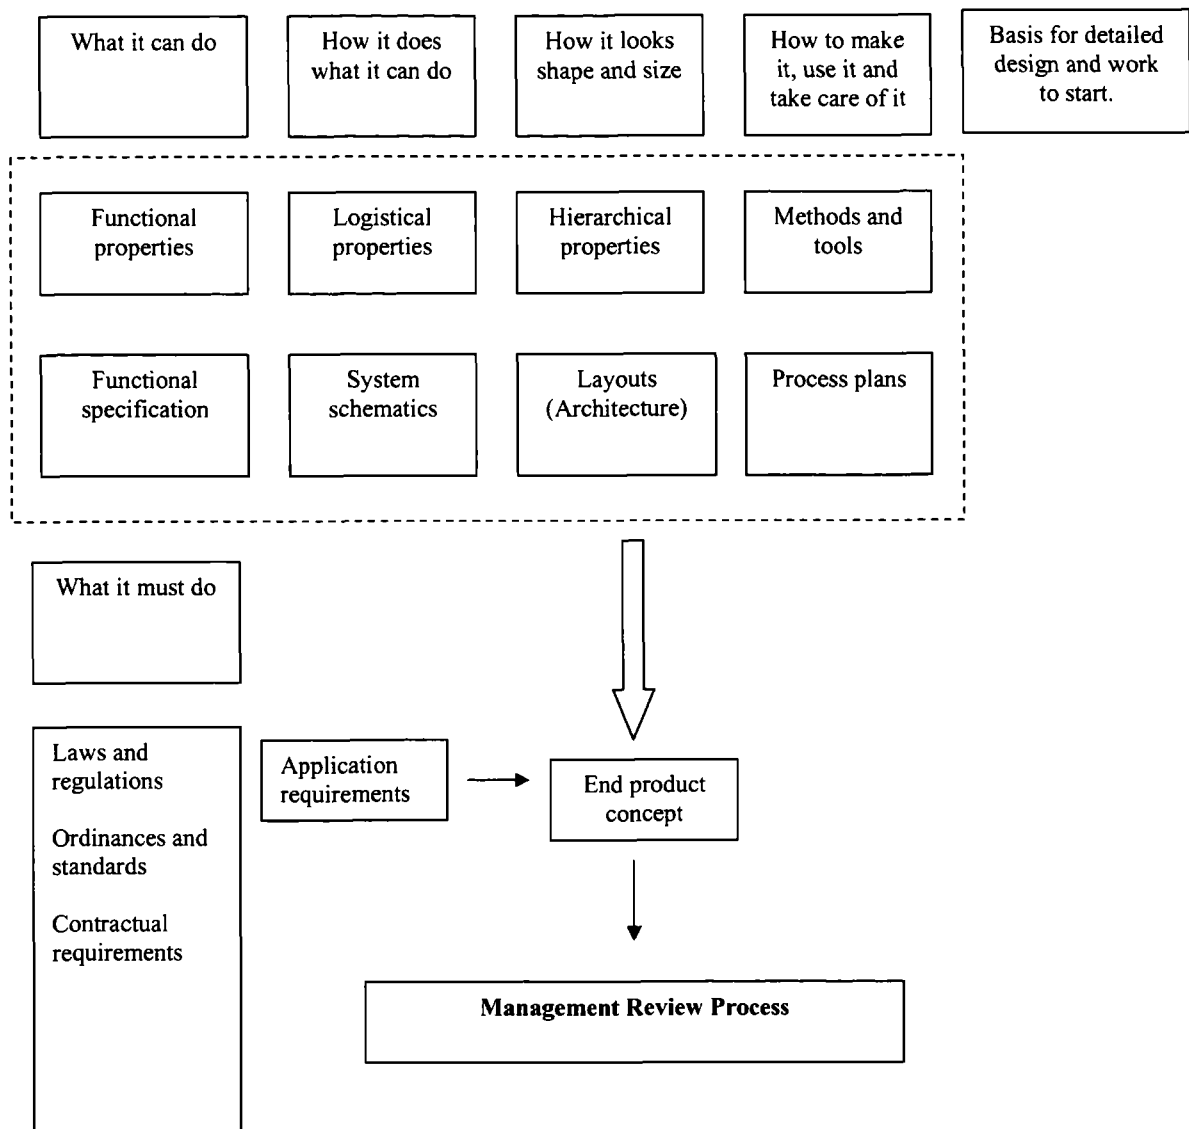 What it can do
How it does
what it can do
How it looks
shape and size
How to make
it, use it and
take care of it
Basis for detailed
design and work
to start.
Functional
properties
Logistical
properties
Hierarchical
properties
Methods and
tools
Functional
specification
System
schematics
Layouts
(Architecture)
Process plans
What it must do
Laws and
regulations
Ordinances and
standards
Contractual
requirements
Application
requirements
End product
concept
Management Review Process